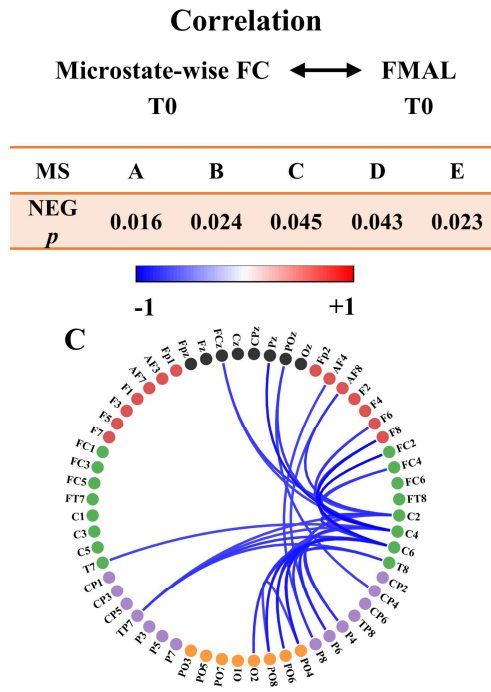 Correlation
Microstate-wise FC ⟷ FMAL
T0 T0
MS A B C D E
NEG
p 0.016 0.024 0.045 0.043 0.023
-1 +1
C
Fpz
Fz
FCz
Cz
CPz
Pz
POz
Oz
Fp2
AF4
AF8
F2
F4
F6
F8
FC2
FC4
FC6
FT8
C2
C4
C6
T8
CP2
CP4
CP6
TP8
P4
P6
P8
PO4
PO6
PO8
O2
O1
PO7
PO5
PO3
P7
P5
P3
TP7
CP5
CP3
CP1
T7
C5
C3
C1
FT7
FC5
FC3
FC1
F7
F5
F3
F1
AF7
AF3
Fp1